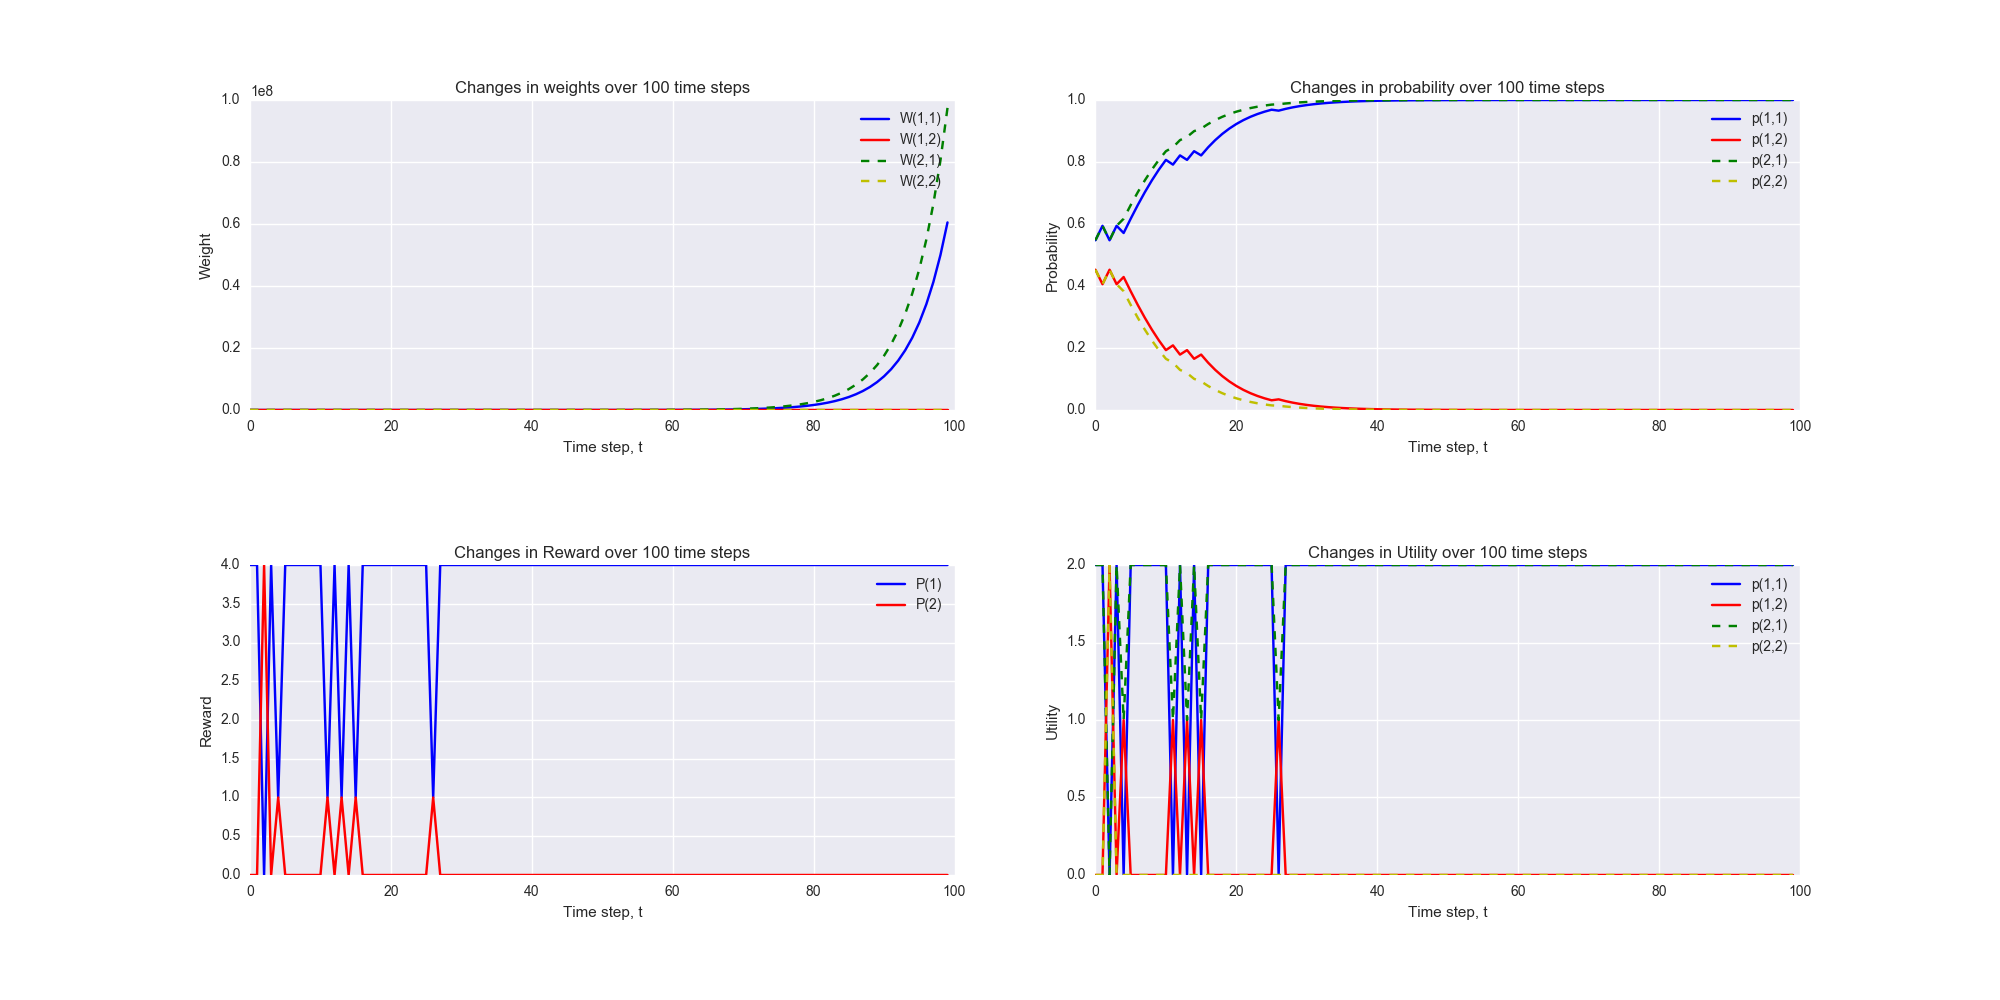 Changes in weights over 100 time steps
1e8
1.0
0.8
0.6
0.4
0.2
0.0
Weight
0 20 40 60 80 100
Time step, t
W(1,1)
W(1,2)
W(2,1)
W(2,2)
Changes in probability over 100 time steps
1.0
0.8
0.6
0.4
0.2
0.0
Probability
0 20 40 60 80 100
Time step, t
p(1,1)
p(1,2)
p(2,1)
p(2,2)
Changes in Reward over 100 time steps
4.0
3.5
3.0
2.5
2.0
1.5
1.0
0.5
0.0
Reward
0 20 40 60 80 100
Time step, t
P(1)
P(2)
Changes in Utility over 100 time steps
2.0
1.5
1.0
0.5
0.0
Utility
0 20 40 60 80 100
Time step, t
p(1,1)
p(1,2)
p(2,1)
p(2,2)